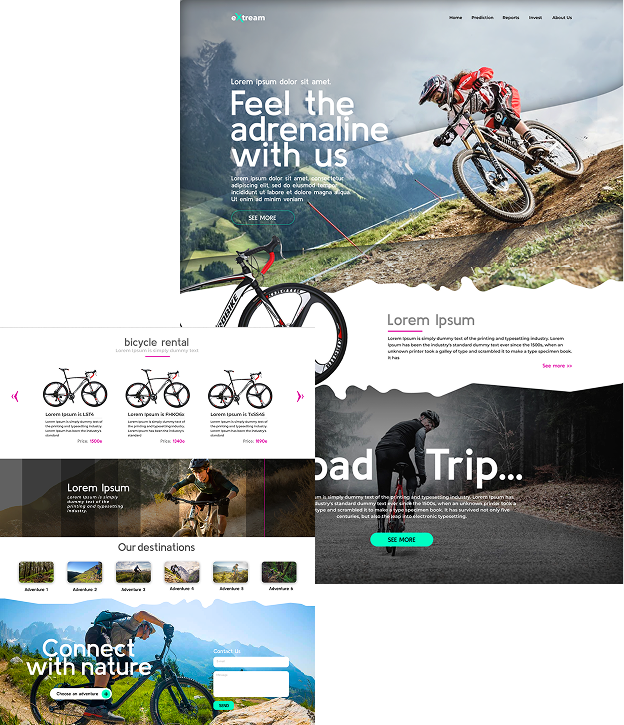 eXtream
Home Prediction Reports Invest About Us
Lorem ipsum dolor sit amet.
Feel the
adrenaline
with us
Lorem ipsum dolor sit amet, consectetur
adipiscing elit, sed do eiusmod tempor
incididunt ut labore et dolore magna aliqua.
Ut enim ad minim veniam
SEE MORE
Lorem Ipsum
Lorem Ipsum is simply dummy text of the printing and typesetting industry. Lorem
Ipsum has been the industry's standard dummy text ever since the 1500s, when an
unknown printer took a galley of type and scrambled it to make a type specimen book.
It has
See more >>
oad Trip...
m is simply dummy text of the printing and typesetting industry. Lorem Ipsum has
dustry's standard dummy text ever since the 1500s, when an unknown printer took a
type and scrambled it to make a type specimen book. It has survived not only five
centuries, but also the leap into electronic typesetting.
SEE MORE
bicycle rental
Lorem Ipsum is simply dummy text
Lorem Ipsum is LST4
Lorem Ipsum is simply dummy text of
the printing and typesetting industry.
Lorem Ipsum has been the industry's
standard
Price.
Lorem Ipsum is FHKO6x
Lorem Ipsum is simply dummy text of
the printing and typesetting industry.
Lorem Ipsum has been the industry's
standard
Price. 1340€
Lorem Ipsum is TxS545
Lorem Ipsum is simply dummy text of
the printing and typesetting industry.
Lorem Ipsum has been the industry's
standard
Price. 1690€
Lorem Ipsum
Lorem Ipsum is simply
dummy text of the
printing and typesetting
industry.
Our destinations
Adventure 1 Adventure 2 Adventure 3 Adventure 4 Adventure 5 Adventure 6
Connect
with nature
Choose an adventure
Contact Us
SEND